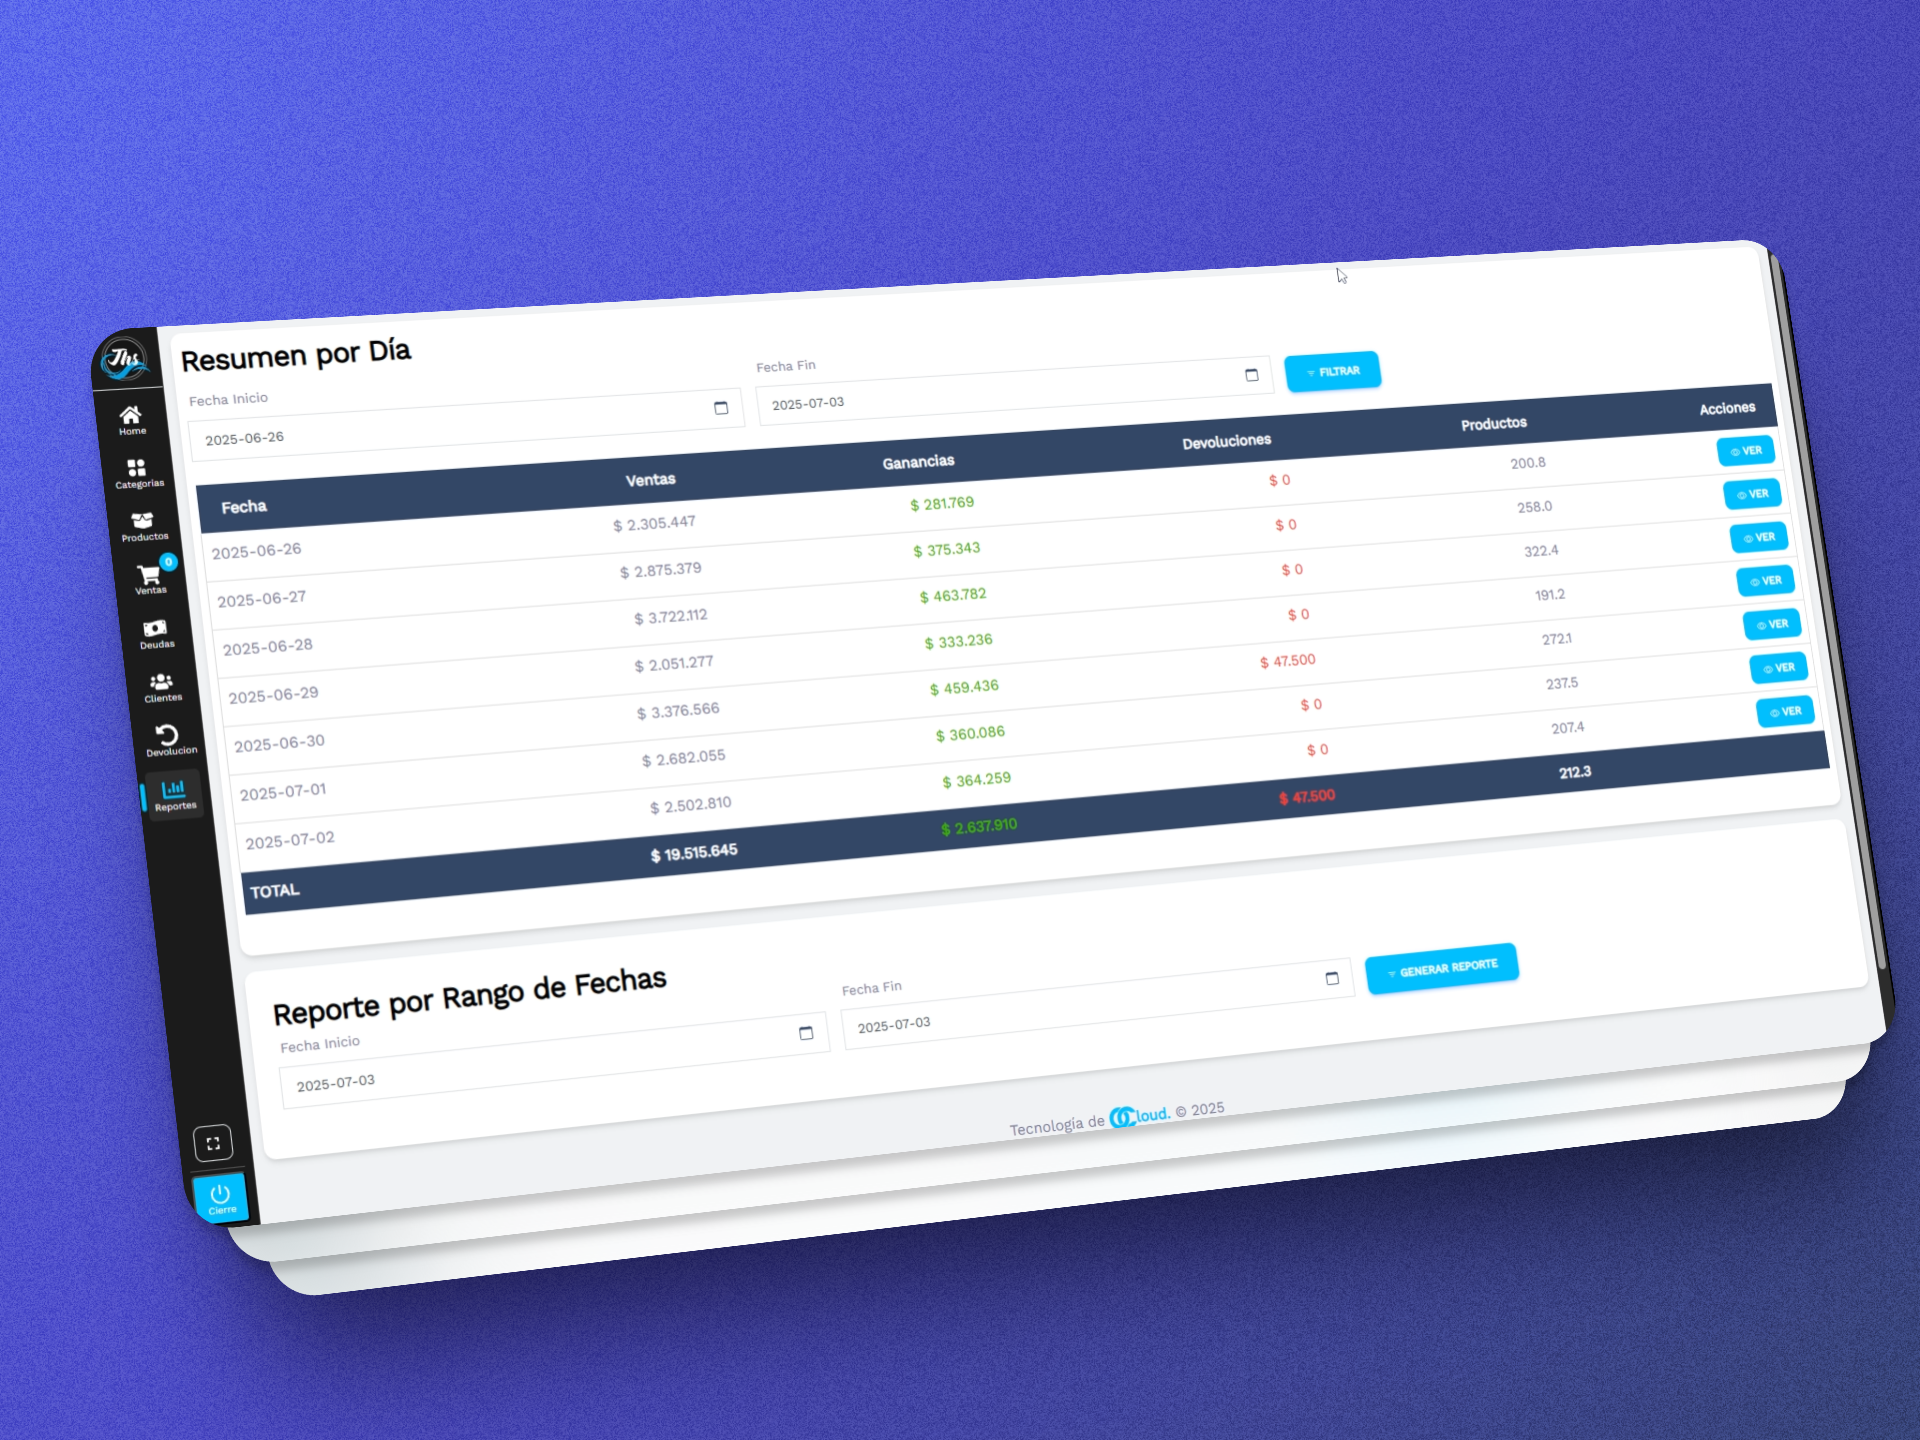 Jhs
Home
Categorias
Productos
0
Ventas
Deudas
Clientes
Devolucion
Reportes
Cierre
Resumen por Día
Fecha Inicio
2025-06-26
Fecha Fin
2025-07-03
FILTRAR
Fecha Ventas Ganancias Devoluciones Productos Acciones
2025-06-26 $ 2.305.447 $ 281.769 $ 0 200.8 VER
2025-06-27 $ 2.875.379 $ 375.343 $ 0 258.0 VER
2025-06-28 $ 3.722.112 $ 463.782 $ 0 322.4 VER
2025-06-29 $ 2.051.277 $ 333.236 $ 0 191.2 VER
2025-06-30 $ 3.376.566 $ 459.436 $ 47.500 272.1 VER
2025-07-01 $ 2.682.055 $ 360.086 $ 0 237.5 VER
2025-07-02 $ 2.502.810 $ 364.259 $ 0 207.4 VER
TOTAL $ 19.515.645 $ 2.637.910 $ 47.500 212.3
Reporte por Rango de Fechas
Fecha Inicio
2025-07-03
Fecha Fin
2025-07-03
GENERAR REPORTE
Tecnología de Cloud. © 2025